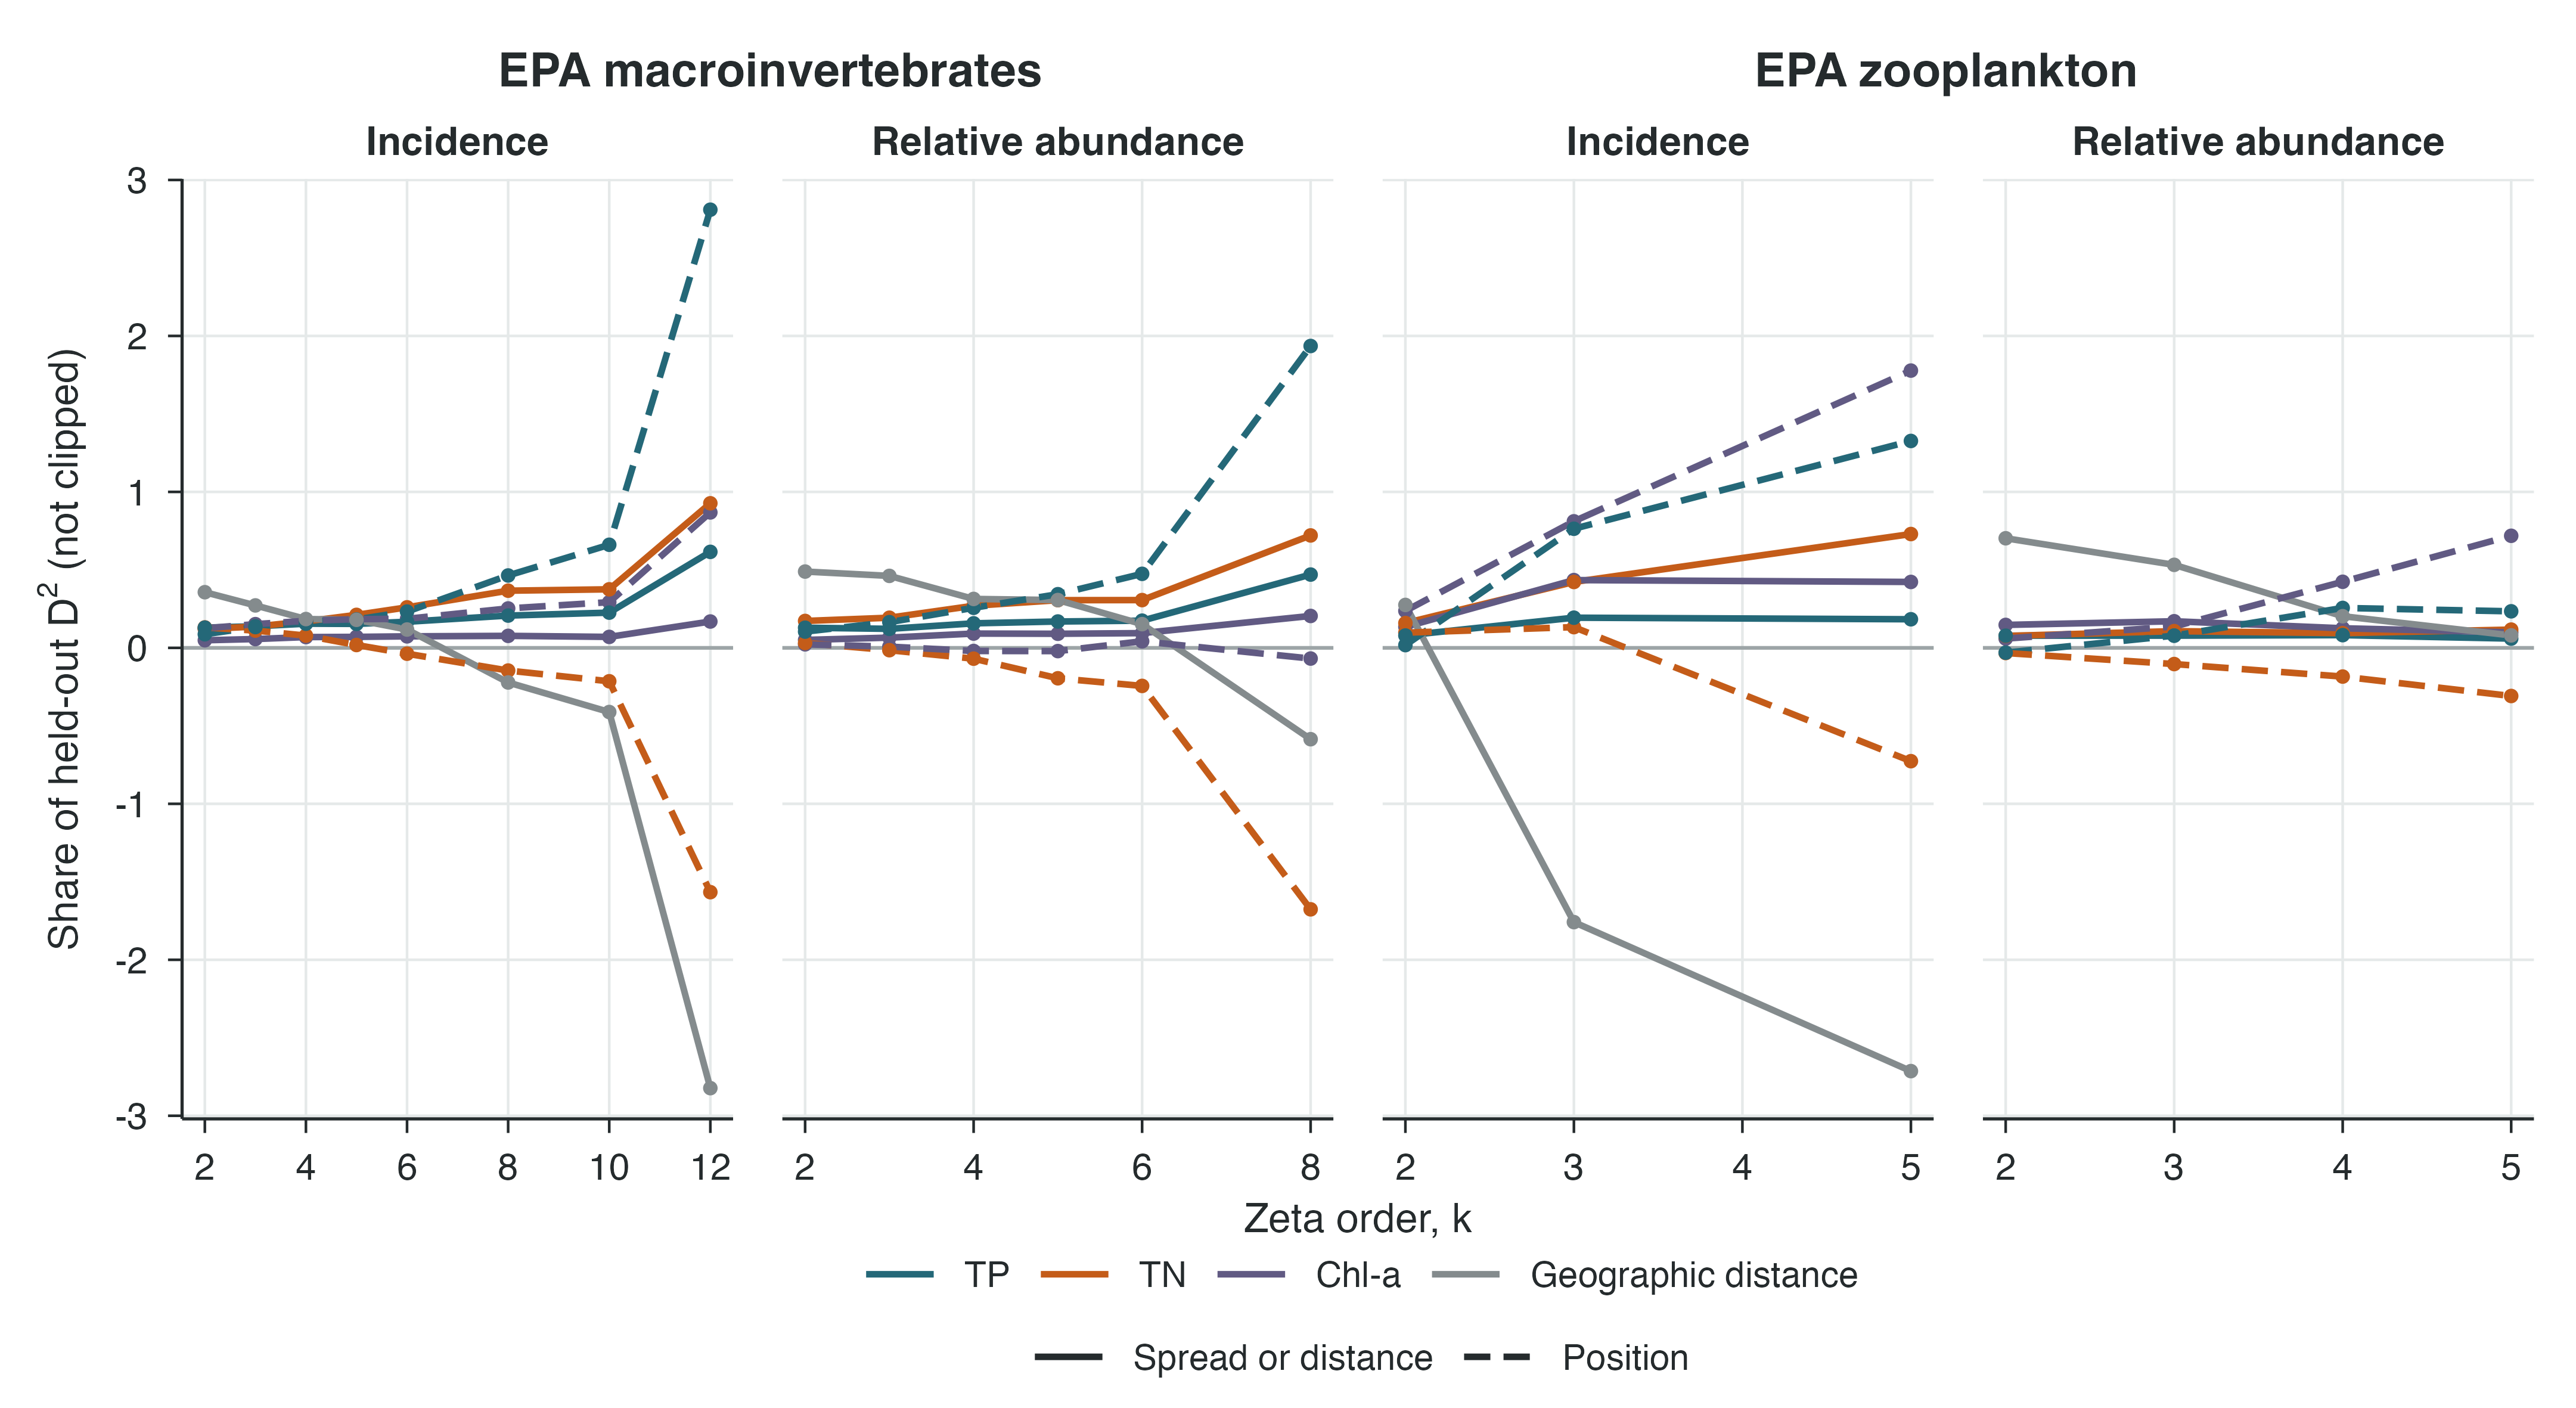 EPA macroinvertebrates
EPA zooplankton
Incidence
Relative abundance
Incidence
Relative abundance
Share of held-out D² (not clipped)
3
2
1
0
-1
-2
-3
2 4 6 8 10 12
2 4 6 8
2 3 4 5
2 3 4 5
Zeta order, k
TP TN Chl-a Geographic distance
Spread or distance Position